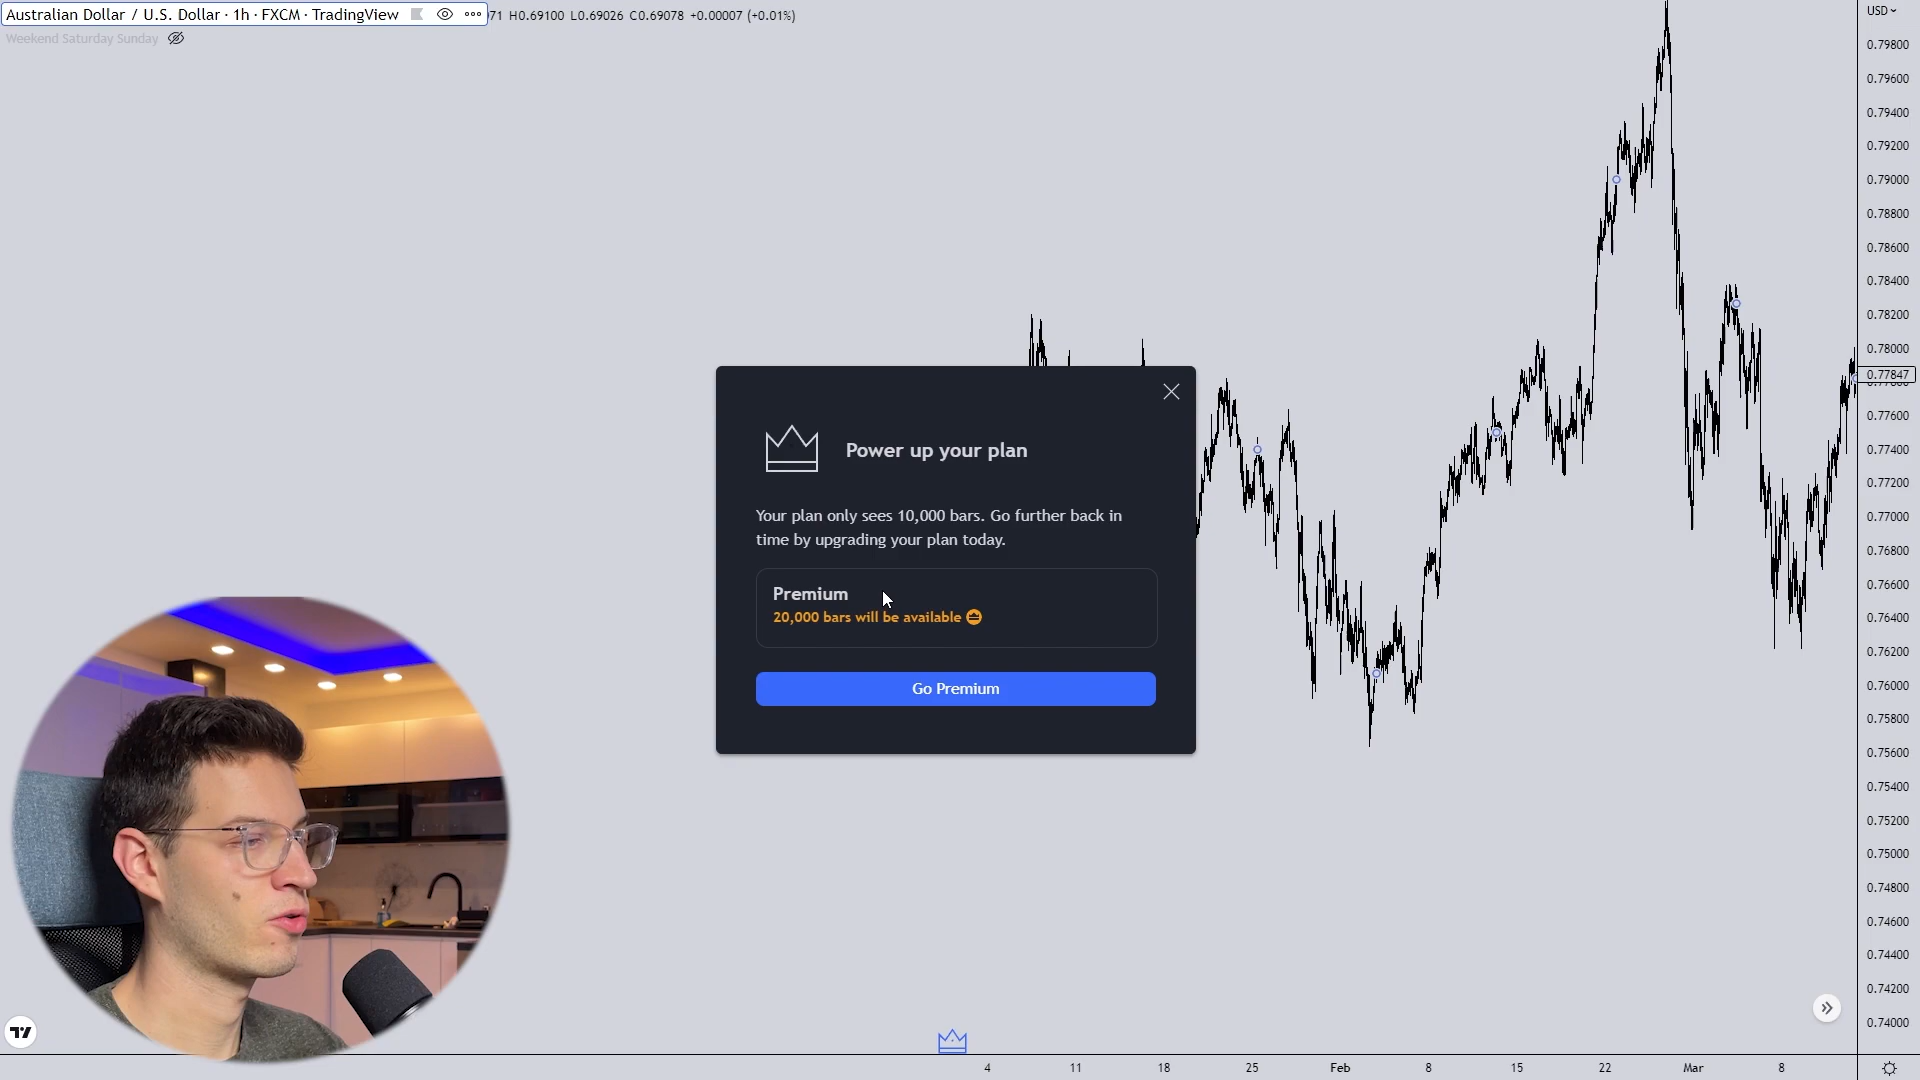 Australian Dollar / U.S. Dollar · 1h · FXCM · TradingView
71 H0.69100 L0.69026 C0.69078 +0.00007 (+0.01%)
Weekend Saturday Sunday
USD
0.79800
0.79600
0.79400
0.79200
0.79000
0.78800
0.78600
0.78400
0.78200
0.78000
0.77847
0.77600
0.77400
0.77200
0.77000
0.76800
0.76600
0.76400
0.76200
0.76000
0.75800
0.75600
0.75400
0.75200
0.75000
0.74800
0.74600
0.74400
0.74200
0.74000
Power up your plan
Your plan only sees 10,000 bars. Go further back in
time by upgrading your plan today.
Premium
20,000 bars will be available
Go Premium
4 11 18 25 Feb 8 15 22 Mar 8